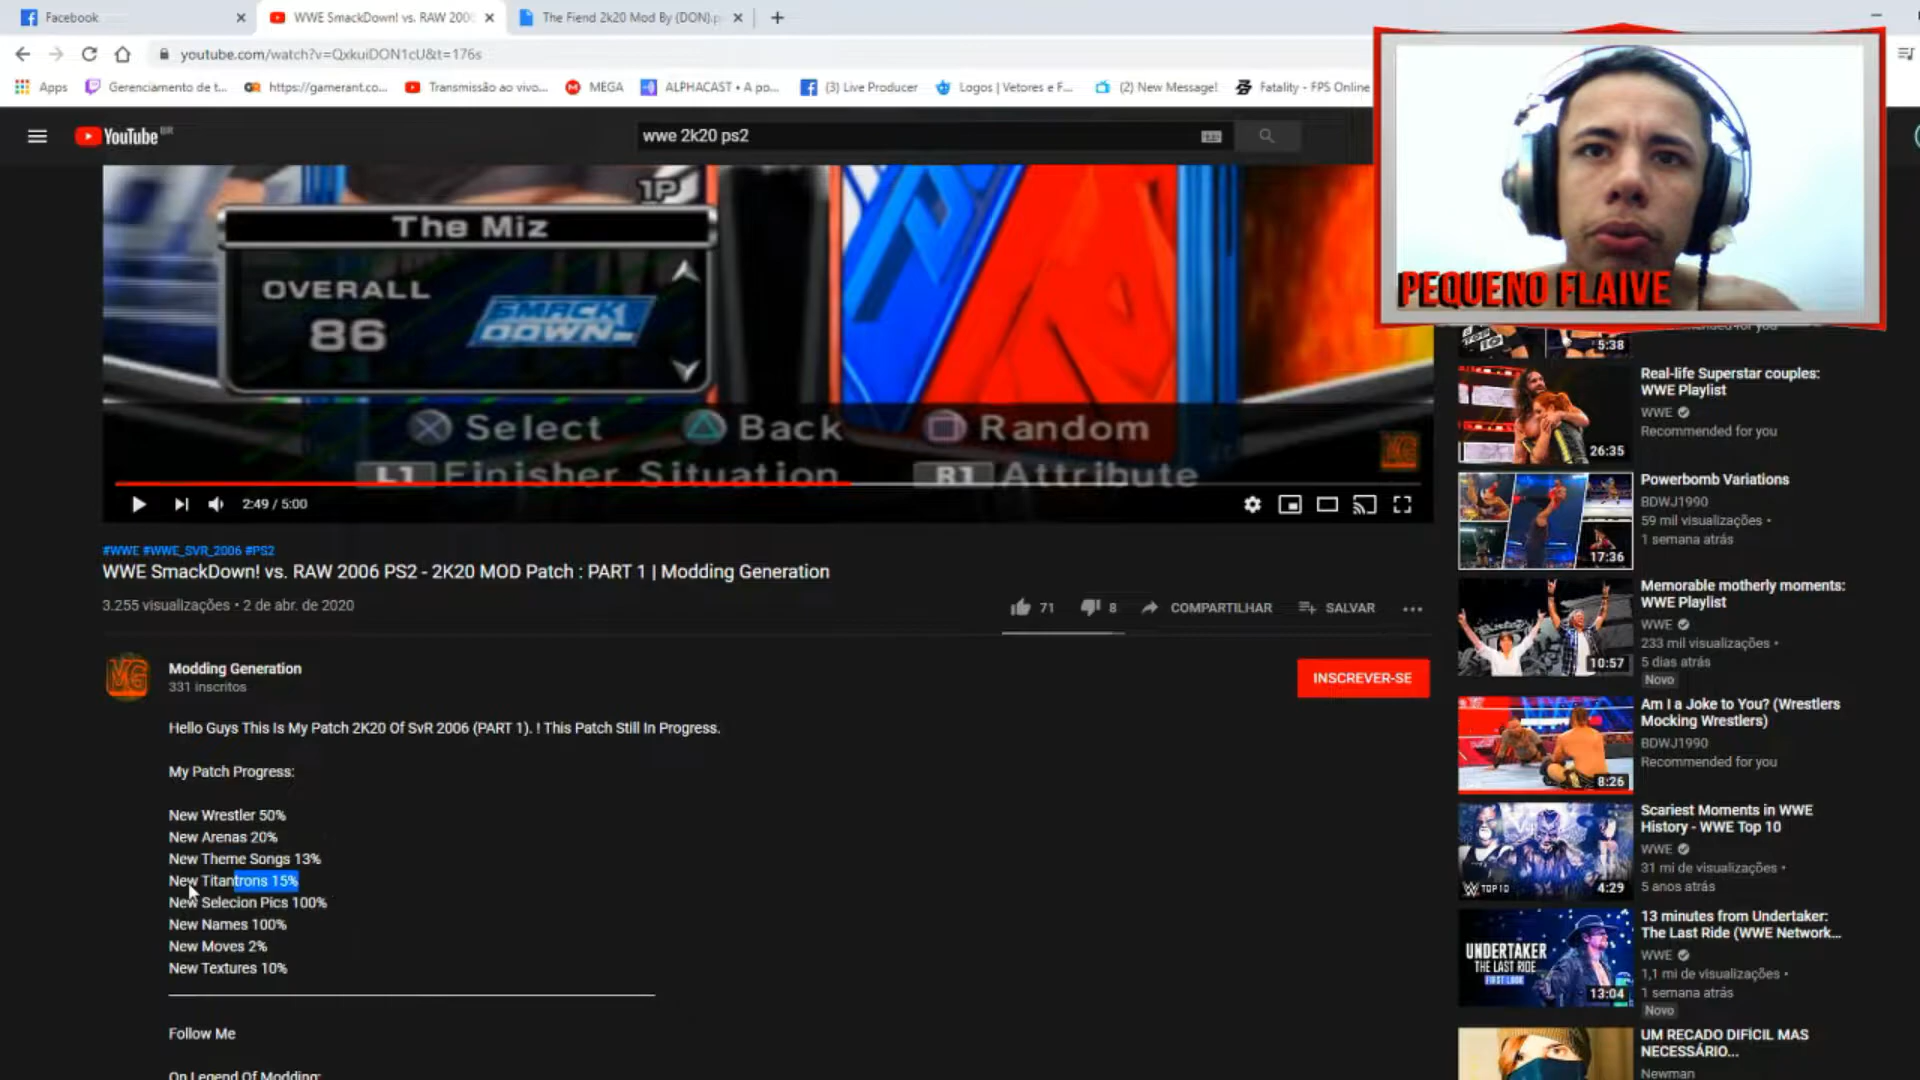 Facebook
WWE SmackDown! vs. RAW 200
The Fiend 2k20 Mod By (DON).p
youtube.com/watch?v=QxkuiDON1cU&t=176s
Apps
Gerenciamento de t...
https://gamerant.co...
Transmissão ao vivo...
MEGA
ALPHACAST • A po...
(3) Live Producer
Logos | Vetores e F...
(2) New Message!
Fatality - FPS Online
YouTube BR
wwe 2k20 ps2
PEQUENO FLAIVE
1P
The Miz
OVERALL
86
SMACK
DOWN!
Select
Back
Random
L1 Finisher Situation
R1 Attribute
MG
2:49 / 5:00
#WWE #WWE_SVR_2006 #PS2
WWE SmackDown! vs. RAW 2006 PS2 - 2K20 MOD Patch : PART 1 | Modding Generation
3.255 visualizações • 2 de abr. de 2020
71
8
COMPARTILHAR
SALVAR
MG
Modding Generation
331 inscritos
INSCREVER-SE
Hello Guys This Is My Patch 2K20 Of SvR 2006 (PART 1). ! This Patch Still In Progress.
My Patch Progress:
New Wrestler 50%
New Arenas 20%
New Theme Songs 13%
New Titantrons 15%
New Selecion Pics 100%
New Names 100%
New Moves 2%
New Textures 10%
Follow Me
On Legend Of Modding:
TOP 10
5:38
Real-life Superstar couples:
WWE Playlist
WWE
Recommended for you
26:35
Powerbomb Variations
BDWJ1990
59 mil visualizações •
1 semana atrás
17:36
Memorable motherly moments:
WWE Playlist
WWE
233 mil visualizações •
5 dias atrás
Novo
10:57
Am I a Joke to You? (Wrestlers
Mocking Wrestlers)
BDWJ1990
Recommended for you
8:26
Scariest Moments in WWE
History - WWE Top 10
WWE
31 mi de visualizações •
5 anos atrás
TOP 10
4:29
13 minutes from Undertaker:
The Last Ride (WWE Network...
WWE
1,1 mi de visualizações •
1 semana atrás
Novo
UNDERTAKER
THE LAST RIDE
FIRST LOOK
13:04
UM RECADO DIFÍCIL MAS
NECESSÁRIO...
Newman